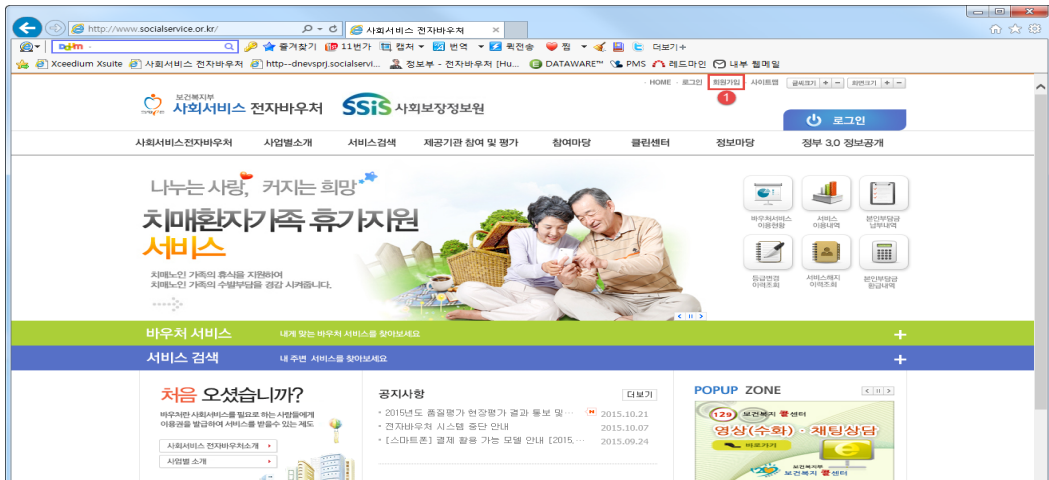 http://www.socialservice.or.kr/
사회서비스 전자바우처
Daum
즐겨찾기 11번가 캡처 번역 퀵전송 찜 더보기+
Xceedium Xsuite 사회서비스 전자바우처 http--dnevsprj.socialservi... 정보부 - 전자바우처 [Hu... DATAWARE™ PMS 레드마인 내부 웹메일
HOME 로그인 회원가입 사이트맵 글씨크기 + - 화면크기 + -
1
보건복지부
사회서비스 전자바우처 SSiS 사회보장정보원
로그인
사회서비스전자바우처 사업별소개 서비스검색 제공기관 참여 및 평가 참여마당 클린센터 정보마당 정부 3.0 정보공개
나누는 사랑, 커지는 희망
치매환자가족 휴가지원
서비스
치매노인 가족의 휴식을 지원하여
치매노인 가족의 수발부담을 경감 시켜줍니다.
바우처서비스 이용현황
서비스 이용내역
본인부담금 납부내역
등급변경 이력조회
서비스해지 이력조회
본인부담금 환급내역
바우처 서비스 내게 맞는 바우처 서비스를 찾아보세요 +
서비스 검색 내 주변 서비스를 찾아보세요 +
처음 오셨습니까?
바우처란 사회서비스를 필요로 하는 사람들에게
이용권을 발급하여 서비스를 받을수 있는 제도
사회서비스 전자바우처소개
사업별 소개
공지사항 더보기
2015년도 품질평가 현장평가 결과 통보 및… 2015.10.21
전자바우처 시스템 중단 안내 2015.10.07
[스마트폰] 결제 활용 가능 모델 안내 [2015,… 2015.09.24
POPUP ZONE
129 보건복지 콜센터
영상(수화) · 채팅상담
바로가기
보건복지부
129 보건복지 콜센터